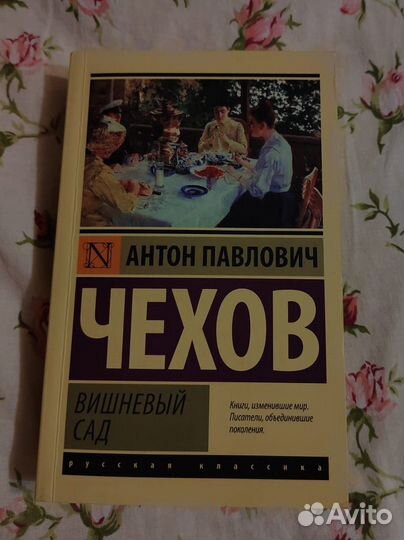 N
АНТОН ПАВЛОВИЧ
ЧЕХОВ
ВИШНЕВЫЙ
САД
Книги, изменившие мир.
Писатели, объединившие
поколения.
русская классика
Avito